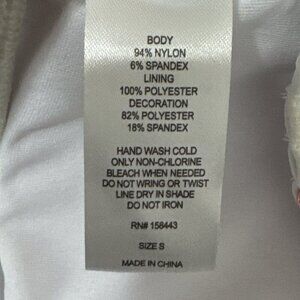 BODY
94% NYLON
6% SPANDEX
LINING
100% POLYESTER
DECORATION
82% POLYESTER
18% SPANDEX
HAND WASH COLD
ONLY NON-CHLORINE
BLEACH WHEN NEEDED
DO NOT WRING OR TWIST
LINE DRY IN SHADE
DO NOT IRON
RN# 158443
SIZE S
MADE IN CHINA